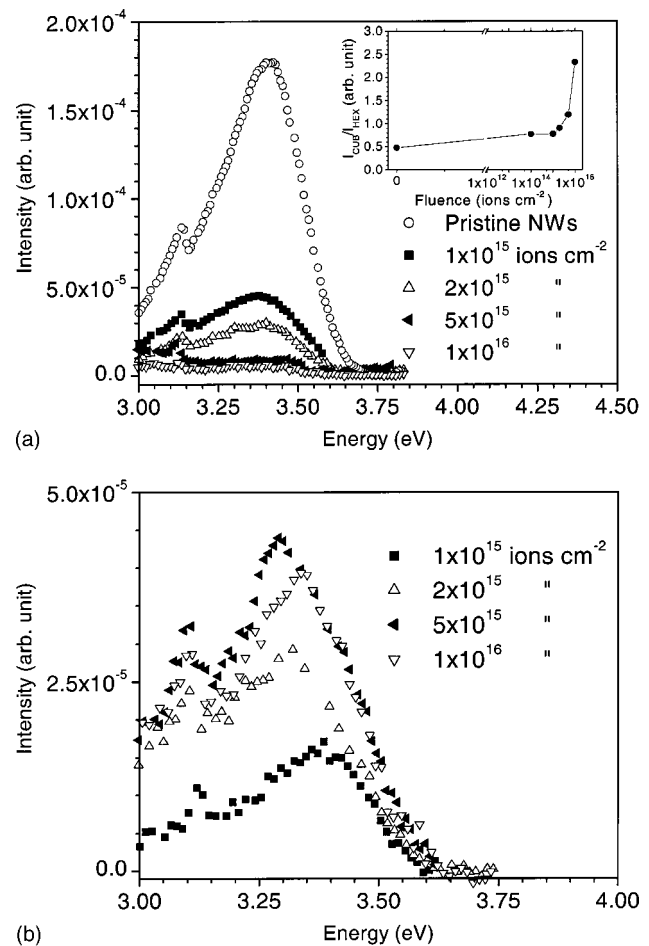 2.0x10⁻⁴
1.5x10⁻⁴
1.0x10⁻⁴
5.0x10⁻⁵
0.0
Intensity (arb. unit)
3.0
2.5
2.0
1.5
1.0
0.5
0.0
I_CUB/I_HEX (arb. unit)
0 1x10¹² 1x10¹⁴ 1x10¹⁶
Fluence (ions cm⁻²)
Pristine NWs
1x10¹⁵ ions cm⁻²
2x10¹⁵ "
5x10¹⁵ "
1x10¹⁶ "
3.00 3.25 3.50 3.75 4.00 4.25 4.50
(a) Energy (eV)
5.0x10⁻⁵
2.5x10⁻⁵
0.0
Intensity (arb. unit)
1x10¹⁵ ions cm⁻²
2x10¹⁵ "
5x10¹⁵ "
1x10¹⁶ "
3.00 3.25 3.50 3.75 4.00
(b) Energy (eV)